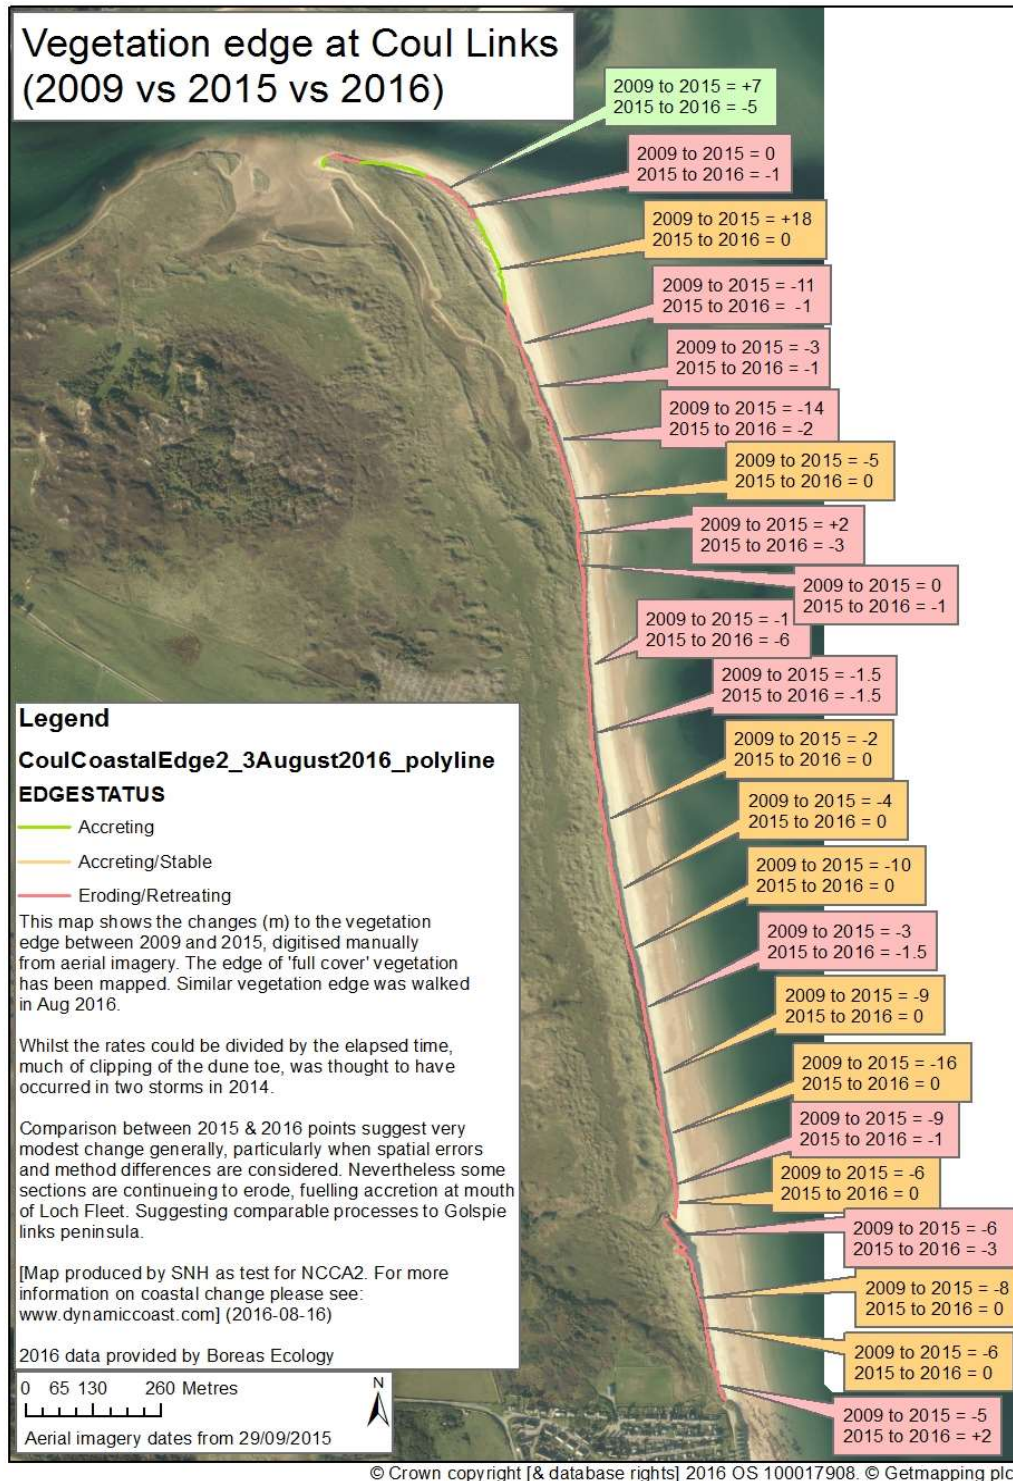 Vegetation edge at Coul Links
(2009 vs 2015 vs 2016)
2009 to 2015 = +7
2015 to 2016 = -5
2009 to 2015 = 0
2015 to 2016 = -1
2009 to 2015 = +18
2015 to 2016 = 0
2009 to 2015 = -11
2015 to 2016 = -1
2009 to 2015 = -3
2015 to 2016 = -1
2009 to 2015 = -14
2015 to 2016 = -2
2009 to 2015 = -5
2015 to 2016 = 0
2009 to 2015 = +2
2015 to 2016 = -3
2009 to 2015 = 0
2015 to 2016 = -1
2009 to 2015 = -1
2015 to 2016 = -6
2009 to 2015 = -1.5
2015 to 2016 = -1.5
2009 to 2015 = -2
2015 to 2016 = 0
2009 to 2015 = -4
2015 to 2016 = 0
2009 to 2015 = -10
2015 to 2016 = 0
2009 to 2015 = -3
2015 to 2016 = -1.5
2009 to 2015 = -9
2015 to 2016 = 0
2009 to 2015 = -16
2015 to 2016 = 0
2009 to 2015 = -9
2015 to 2016 = -1
2009 to 2015 = -6
2015 to 2016 = 0
2009 to 2015 = -6
2015 to 2016 = -3
2009 to 2015 = -8
2015 to 2016 = 0
2009 to 2015 = -6
2015 to 2016 = 0
2009 to 2015 = -5
2015 to 2016 = +2
Legend
CoulCoastalEdge2_3August2016_polyline
EDGESTATUS
Accreting
Accreting/Stable
Eroding/Retreating
This map shows the changes (m) to the vegetation
edge between 2009 and 2015, digitised manually
from aerial imagery. The edge of 'full cover' vegetation
has been mapped. Similar vegetation edge was walked
in Aug 2016.
Whilst the rates could be divided by the elapsed time,
much of clipping of the dune toe, was thought to have
occurred in two storms in 2014.
Comparison between 2015 & 2016 points suggest very
modest change generally, particularly when spatial errors
and method differences are considered. Nevertheless some
sections are continueing to erode, fuelling accretion at mouth
of Loch Fleet. Suggesting comparable processes to Golspie
links peninsula.
[Map produced by SNH as test for NCCA2. For more
information on coastal change please see:
www.dynamiccoast.com] (2016-08-16)
2016 data provided by Boreas Ecology
0 65 130 260 Metres
N
Aerial imagery dates from 29/09/2015
© Crown copyright [& database rights] 2016 OS 100017908. © Getmapping plc